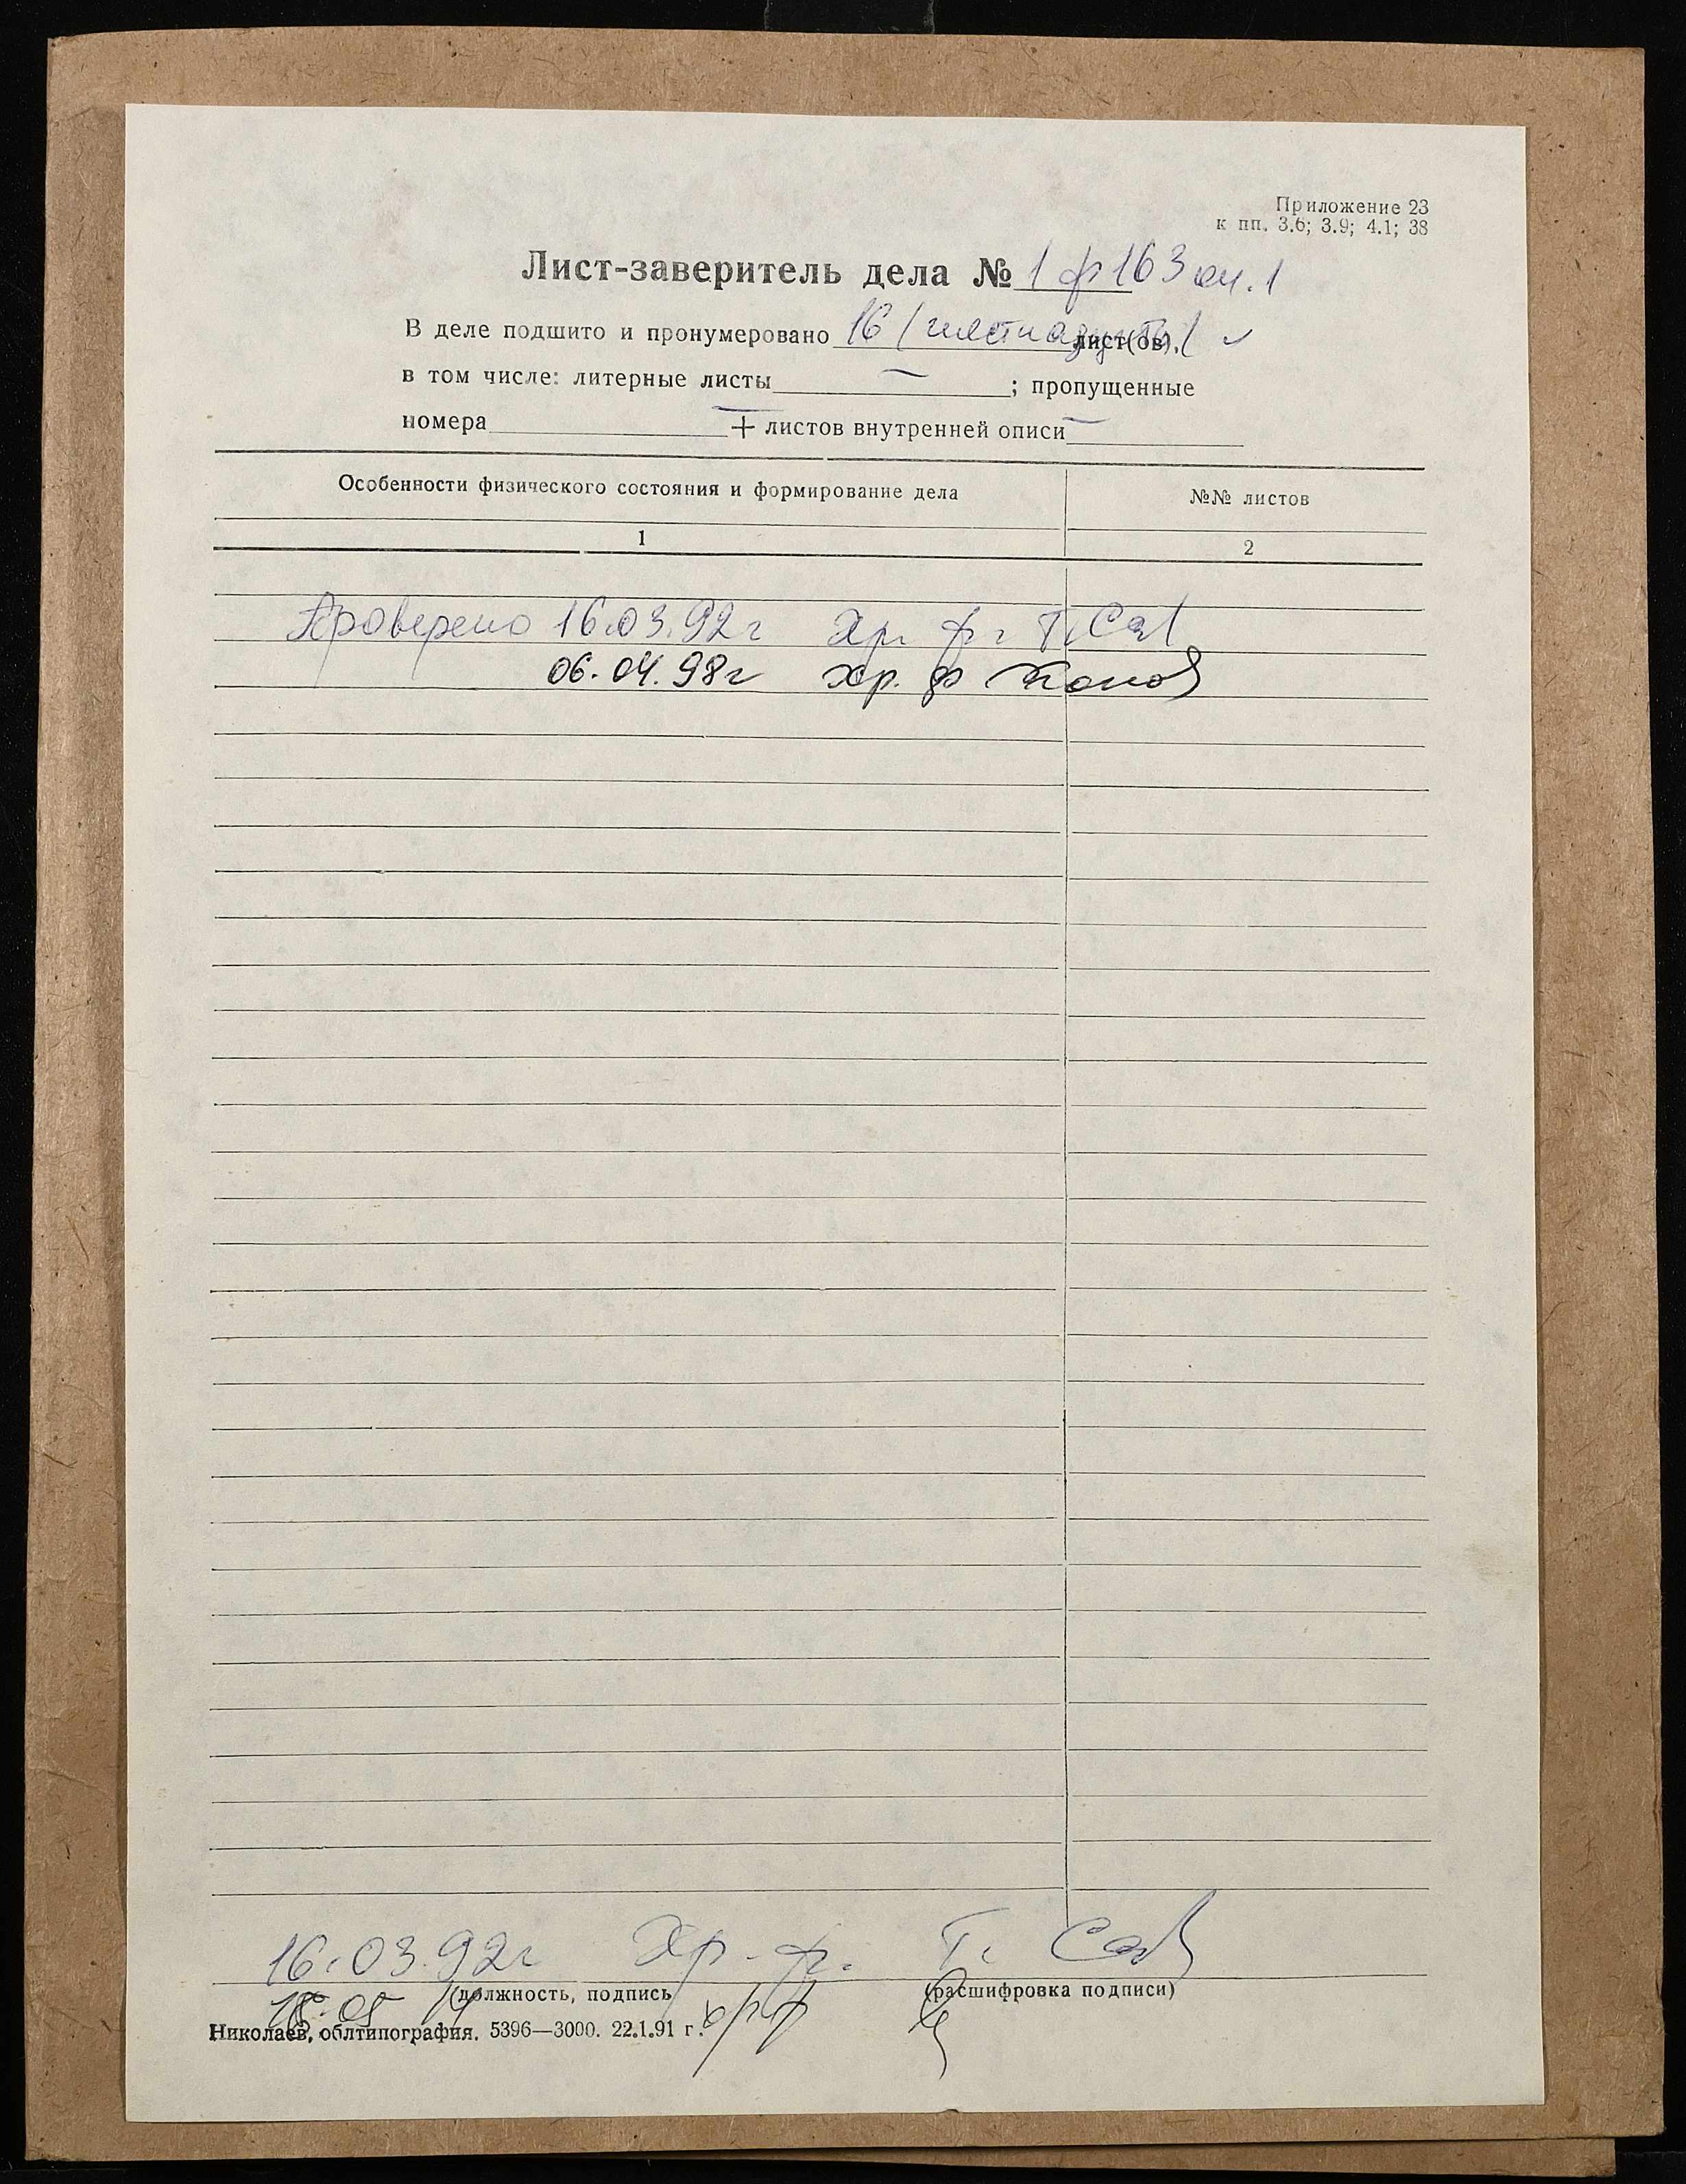 Приложение 23
к пп. 3.6; 3.9; 4.1; 38
Лист-заверитель дела № 1 ф 163 оп. 1
В деле подшито и пронумеровано 16 (шестнадцать) лист(ов).
в том числе: литерные листы — ; пропущенные
номера — + листов внутренней описи —
Особенности физического состояния и формирование дела №№ листов
1 2
Проверено 16.03.92г Хр. ф. Т.
06.04.98г хр. ф
16.03.92г Хр. ф. Т.
(должность, подпись (расшифровка подписи)
хрф
Николаев, облтипография. 5396—3000. 22.1.91 г.